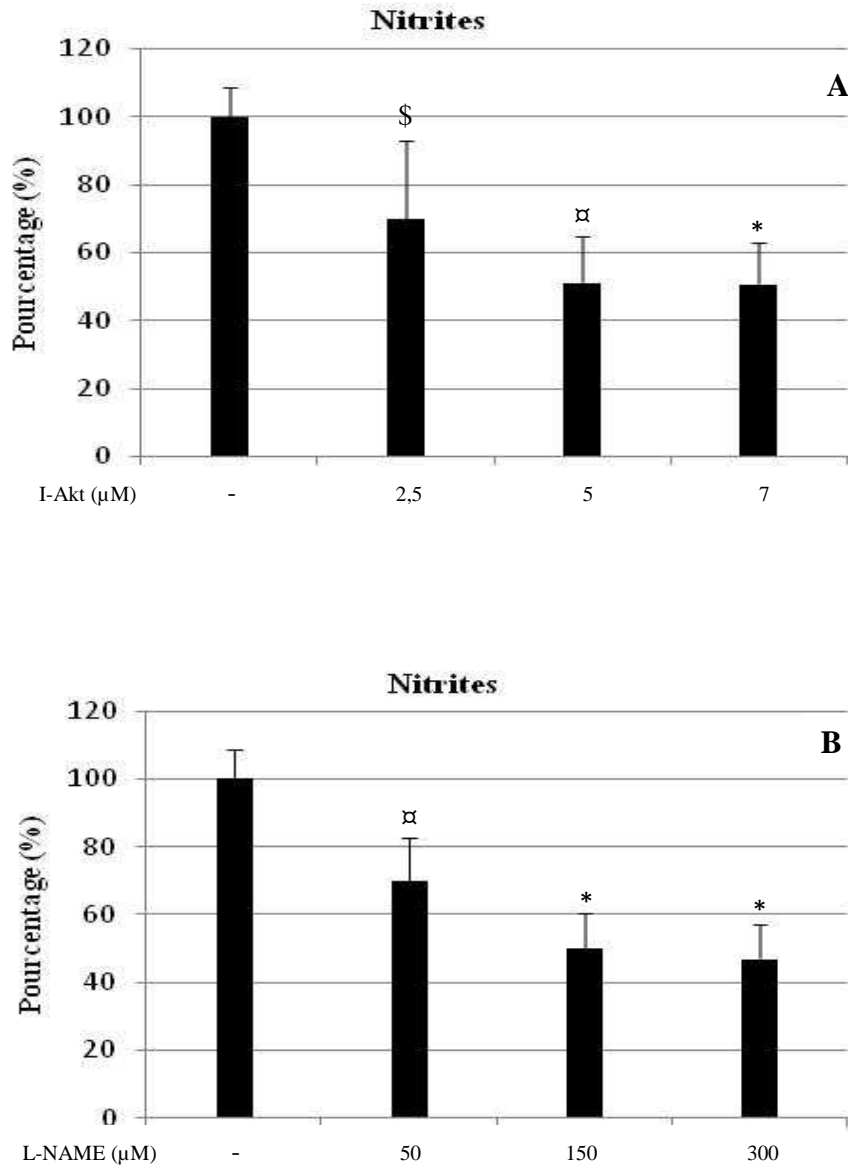 Nitrites
A
Pourcentage (%)
120
100
80
60
40
20
0
$
¤
*
I-Akt (µM) - 2,5 5 7
Nitrites
B
Pourcentage (%)
120
100
80
60
40
20
0
¤
*
*
L-NAME (µM) - 50 150 300